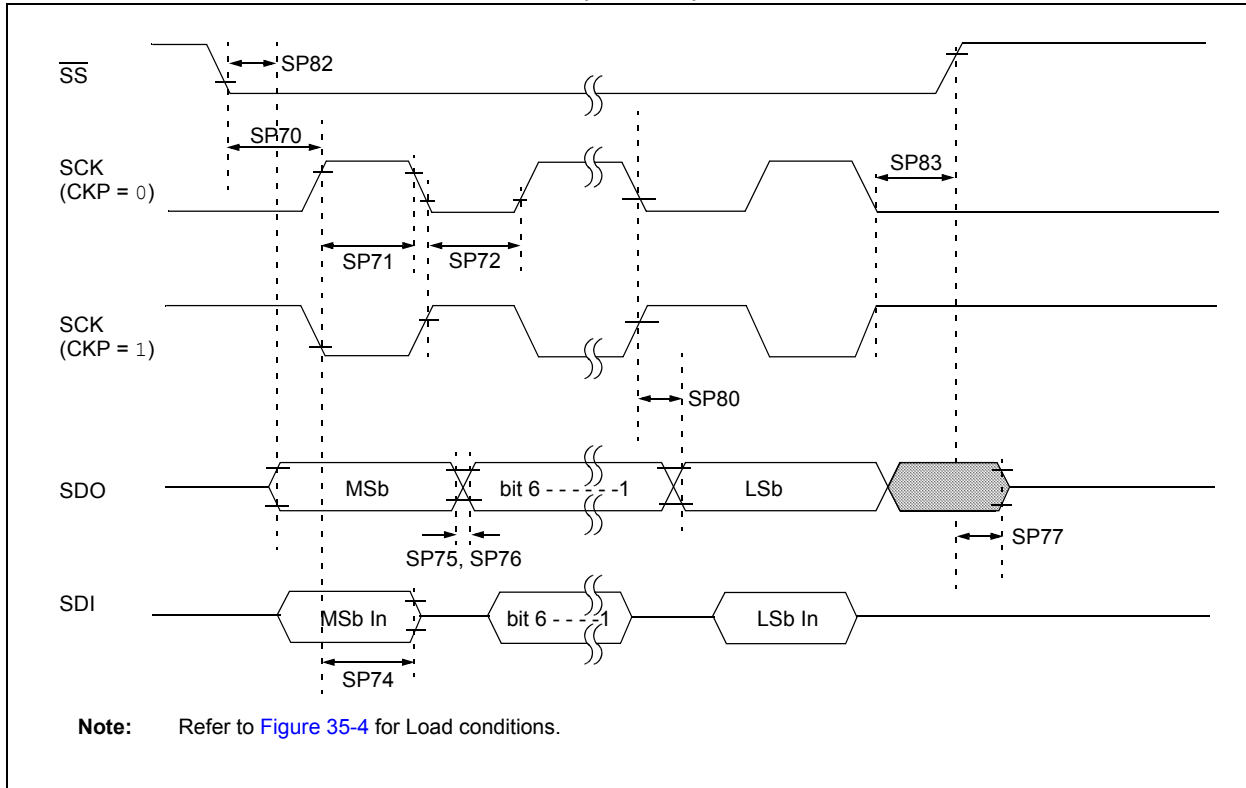 SS
SP82
SP70
SCK
(CKP = 0)
SP83
SP71
SP72
SCK
(CKP = 1)
SP80
SDO
MSb
bit 6 - - - - - - -1
LSb
SP77
SP75, SP76
SDI
MSb In
bit 6 - - - -1
LSb In
SP74
Note: Refer to Figure 35-4 for Load conditions.